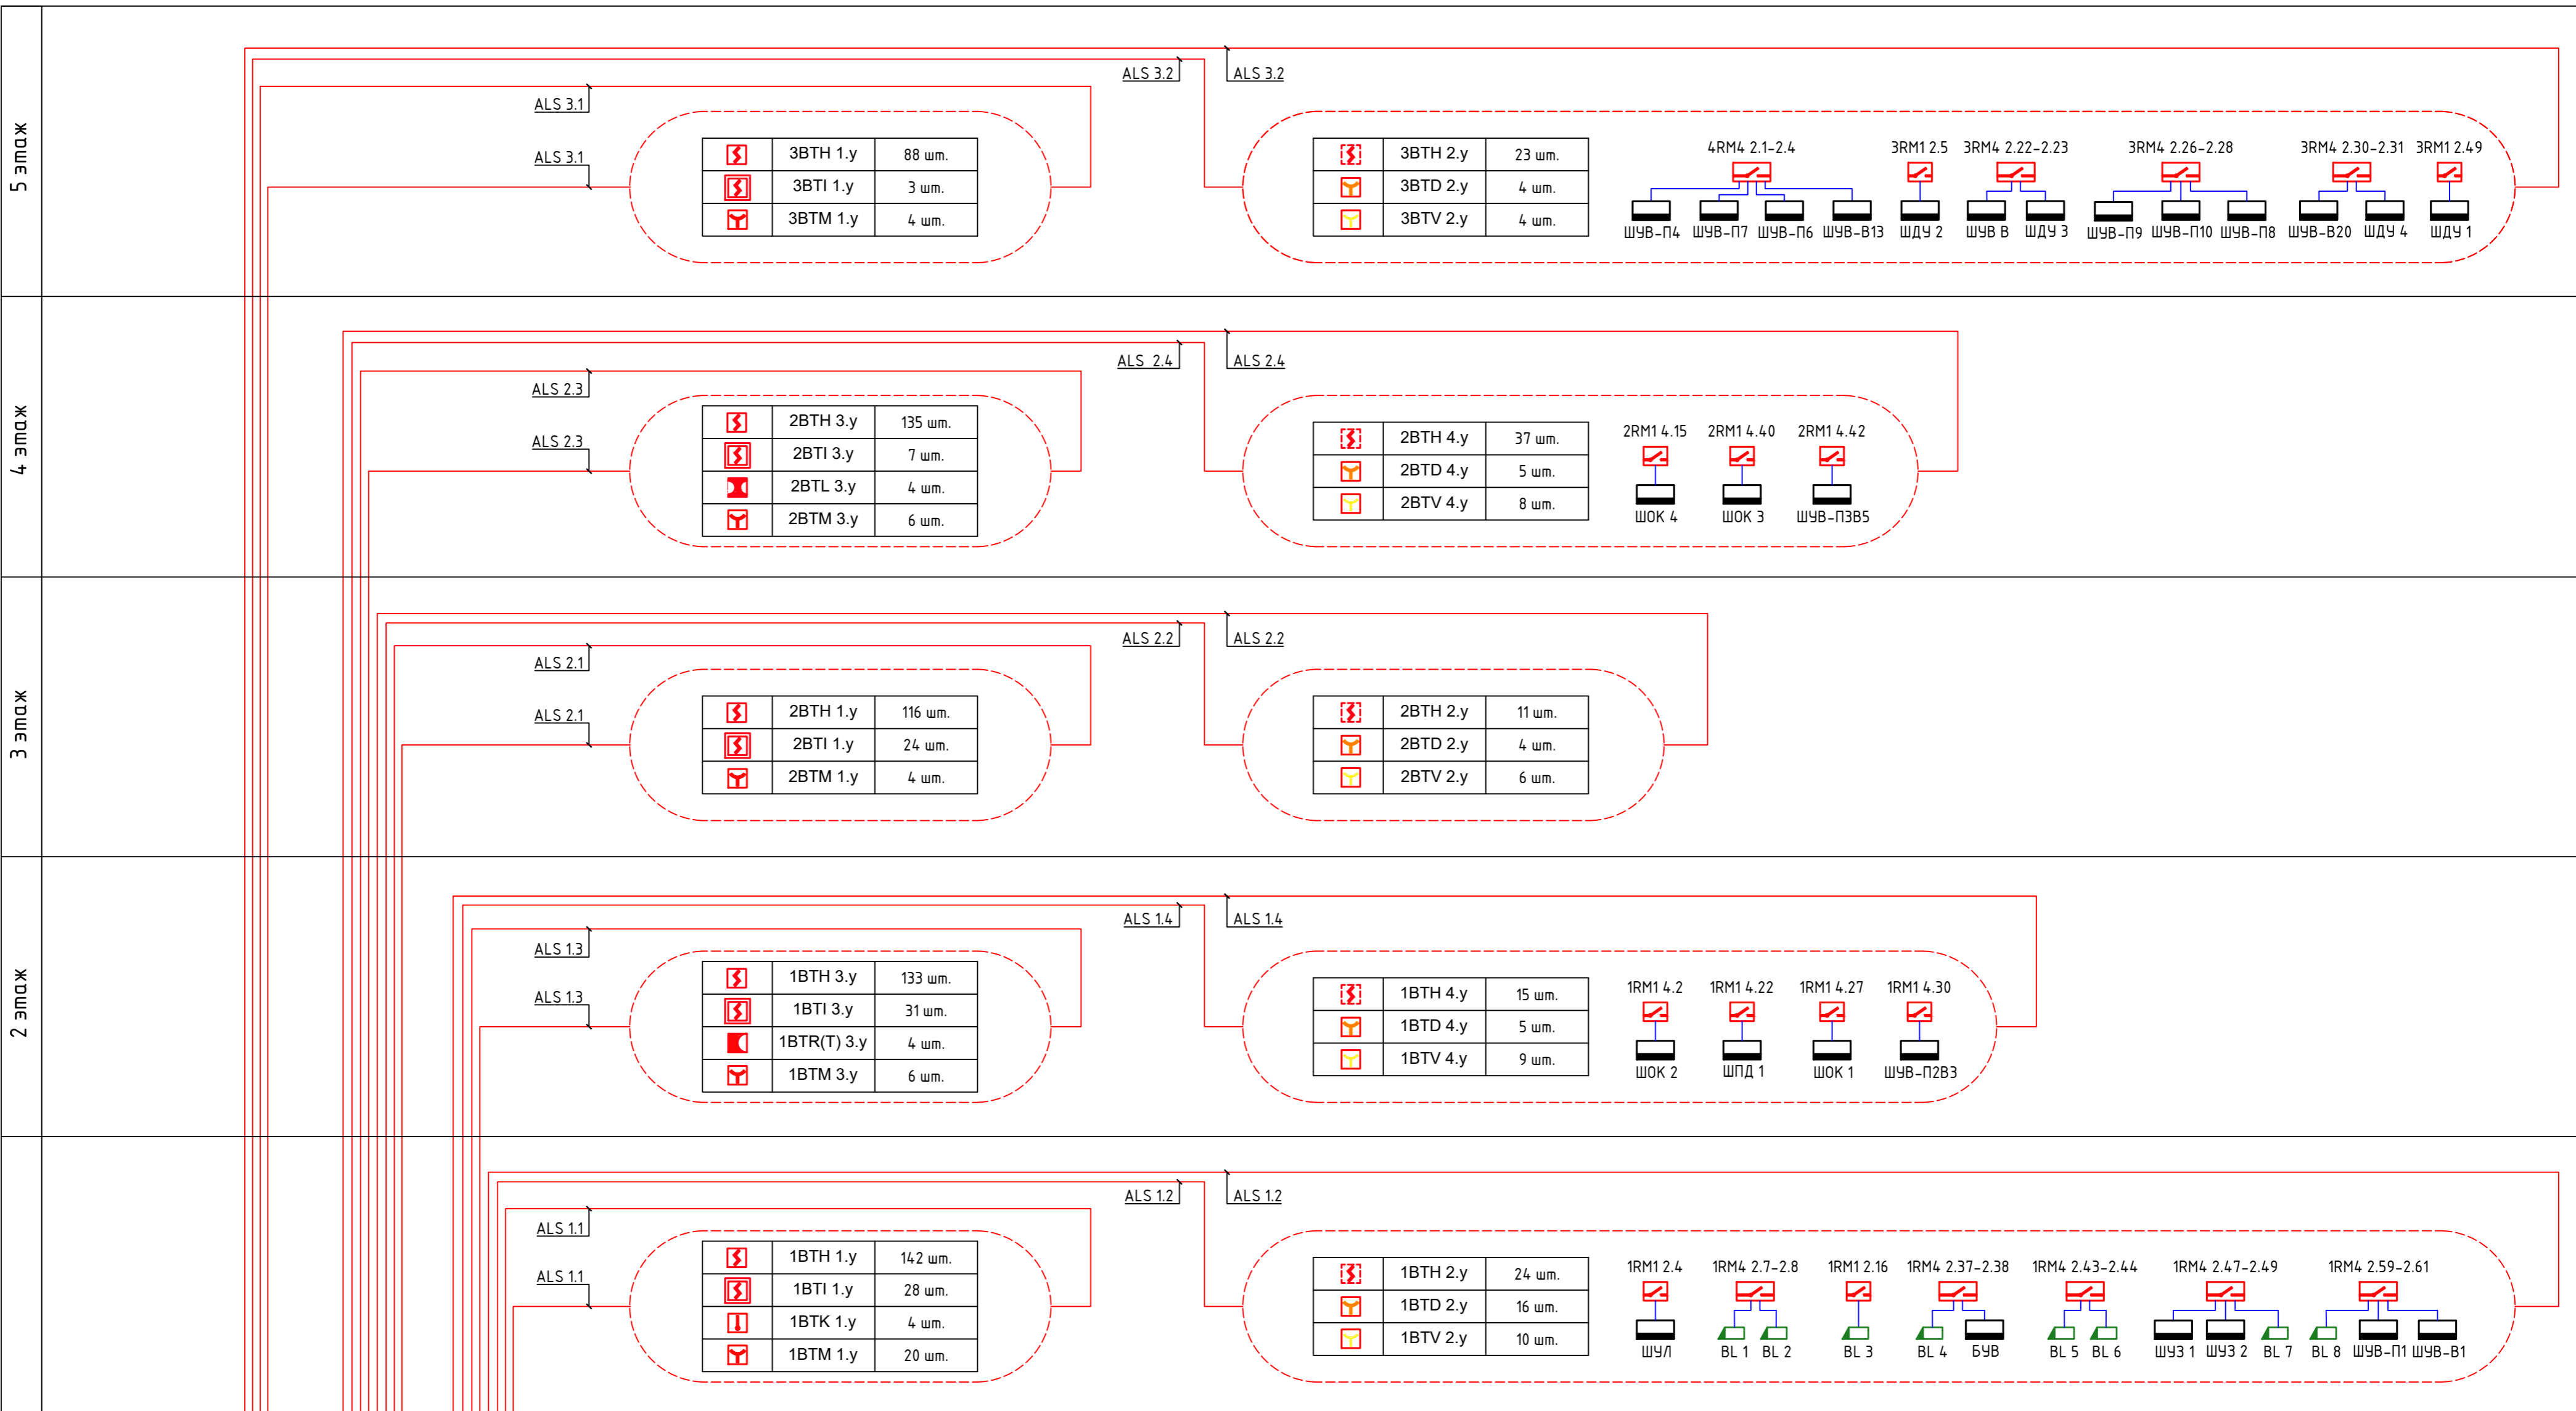 5 этаж
ALS 3.2
ALS 3.2
ALS 3.1
ALS 3.1
3BTH 1.y 88 шт.
3BTI 1.y 3 шт.
3BTM 1.y 4 шт.
3BTH 2.y 23 шт.
3BTD 2.y 4 шт.
3BTV 2.y 4 шт.
4RM4 2.1-2.4 3RM1 2.5 3RM4 2.22-2.23 3RM4 2.26-2.28 3RM4 2.30-2.31 3RM1 2.49
ШУВ-П4 ШУВ-П7 ШУВ-П6 ШУВ-В13 ШДУ 2 ШУВ В ШДУ 3 ШУВ-П9 ШУВ-П10 ШУВ-П8 ШУВ-В20 ШДУ 4 ШДУ 1
4 этаж
ALS 2.4
ALS 2.4
ALS 2.3
ALS 2.3
2BTH 3.y 135 шт.
2BTI 3.y 7 шт.
2BTL 3.y 4 шт.
2BTM 3.y 6 шт.
2BTH 4.y 37 шт.
2BTD 4.y 5 шт.
2BTV 4.y 8 шт.
2RM1 4.15 2RM1 4.40 2RM1 4.42
ШОК 4 ШОК 3 ШУВ-П3В5
3 этаж
ALS 2.2
ALS 2.2
ALS 2.1
ALS 2.1
2BTH 1.y 116 шт.
2BTI 1.y 24 шт.
2BTM 1.y 4 шт.
2BTH 2.y 11 шт.
2BTD 2.y 4 шт.
2BTV 2.y 6 шт.
2 этаж
ALS 1.4
ALS 1.4
ALS 1.3
ALS 1.3
1BTH 3.y 133 шт.
1BTI 3.y 31 шт.
1BTR(T) 3.y 4 шт.
1BTM 3.y 6 шт.
1BTH 4.y 15 шт.
1BTD 4.y 5 шт.
1BTV 4.y 9 шт.
1RM1 4.2 1RM1 4.22 1RM1 4.27 1RM1 4.30
ШОК 2 ШПД 1 ШОК 1 ШУВ-П2В3
ALS 1.2
ALS 1.2
ALS 1.1
ALS 1.1
1BTH 1.y 142 шт.
1BTI 1.y 28 шт.
1BTK 1.y 4 шт.
1BTM 1.y 20 шт.
1BTH 2.y 24 шт.
1BTD 2.y 16 шт.
1BTV 2.y 10 шт.
1RM1 2.4 1RM4 2.7-2.8 1RM1 2.16 1RM4 2.37-2.38 1RM4 2.43-2.44 1RM4 2.47-2.49 1RM4 2.59-2.61
ШУЛ BL 1 BL 2 BL 3 BL 4 БУВ BL 5 BL 6 ШУЗ 1 ШУЗ 2 BL 7 BL 8 ШУВ-П1 ШУВ-В1